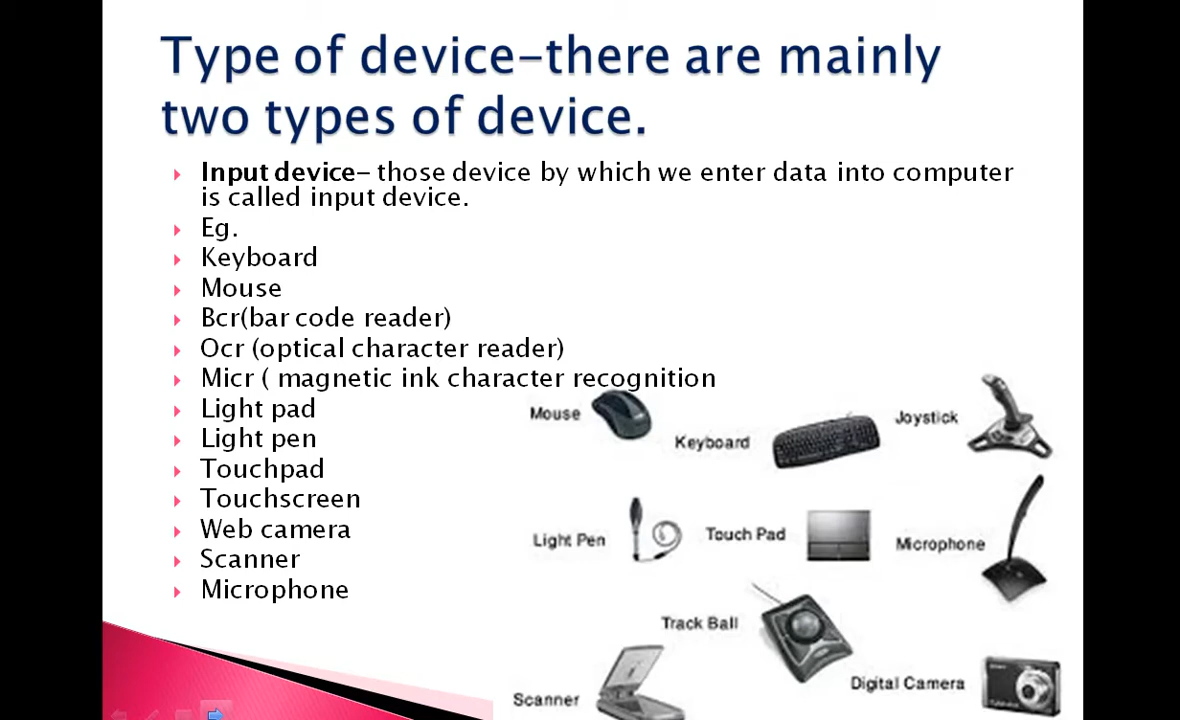 Type of device-there are mainly
two types of device.
Input device- those device by which we enter data into computer
is called input device.
Eg.
Keyboard
Mouse
Bcr(bar code reader)
Ocr (optical character reader)
Micr ( magnetic ink character recognition
Light pad
Light pen
Touchpad
Touchscreen
Web camera
Scanner
Microphone
Mouse
Keyboard
Joystick
Light Pen
Touch Pad
Microphone
Track Ball
Scanner
Digital Camera